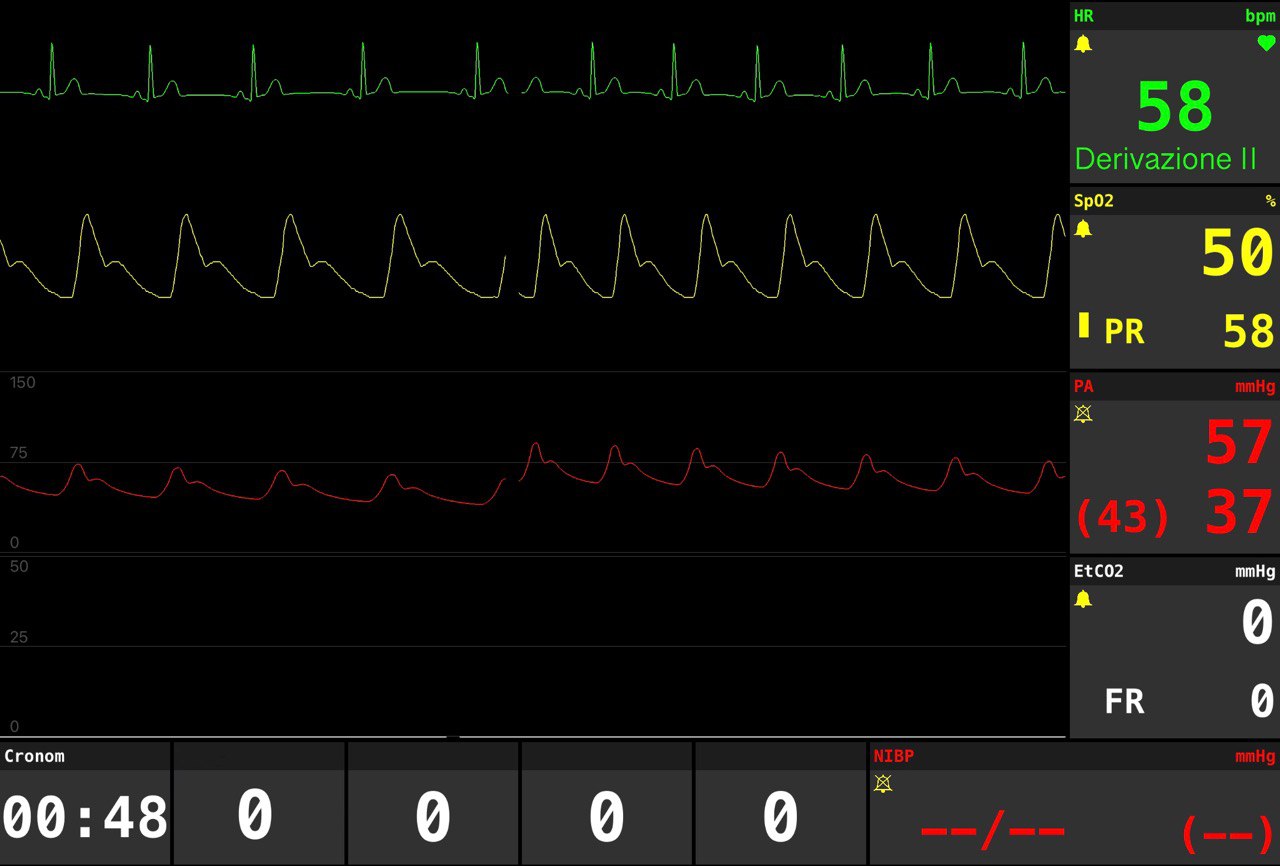 HR bpm
58
Derivazione II
SpO2 %
50
PR 58
150
75
0
PA mmHg
57
(43) 37
50
25
0
EtCO2 mmHg
0
FR 0
Cronom
00:48
0
0
0
0
NIBP mmHg
--/-- (--)